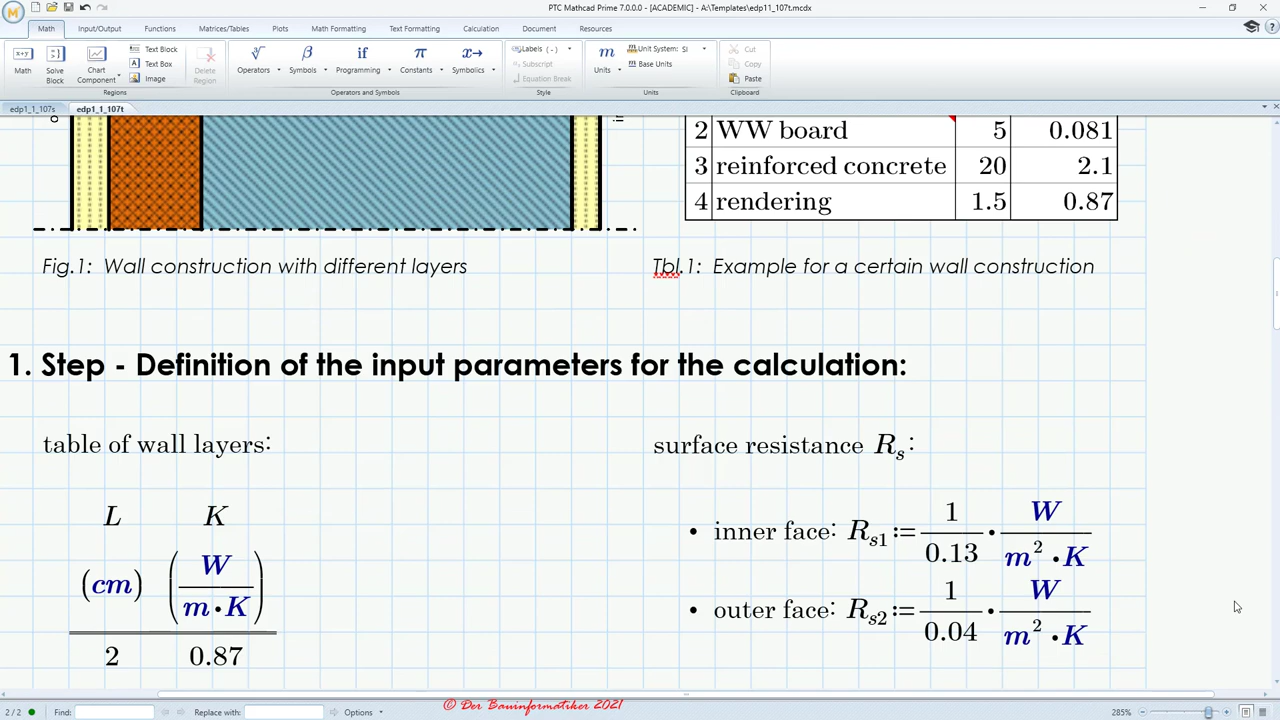 PTC Mathcad Prime 7.0.0.0 - [ACADEMIC] - A:\Templates\edp11_107t.mcdx
Math Input/Output Functions Matrices/Tables Plots Math Formatting Text Formatting Calculation Document Resources
Math
Solve Block
Chart Component
Text Block
Text Box
Image
Delete Region
Operators
Symbols
if
Programming
π
Constants
Symbolics
Labels (–)
Subscript
Equation Break
m
Units
Unit System: SI
Base Units
Cut
Copy
Paste
Regions
Operators and Symbols
Style
Units
Clipboard
edp1_1_107s edp1_1_107t
2 WW board 5 0.081
3 reinforced concrete 20 2.1
4 rendering 1.5 0.87
Fig.1: Wall construction with different layers
Tbl.1: Example for a certain wall construction
1. Step - Definition of the input parameters for the calculation:
table of wall layers:
L K
(cm) (W / m·K)
2 0.87
surface resistance Rs:
• inner face: Rs1 := 1/0.13 · W/(m² · K)
• outer face: Rs2 := 1/0.04 · W/(m² · K)
2 / 2 Find: Replace with: Options 285%
© Der Bauinformatiker 2021